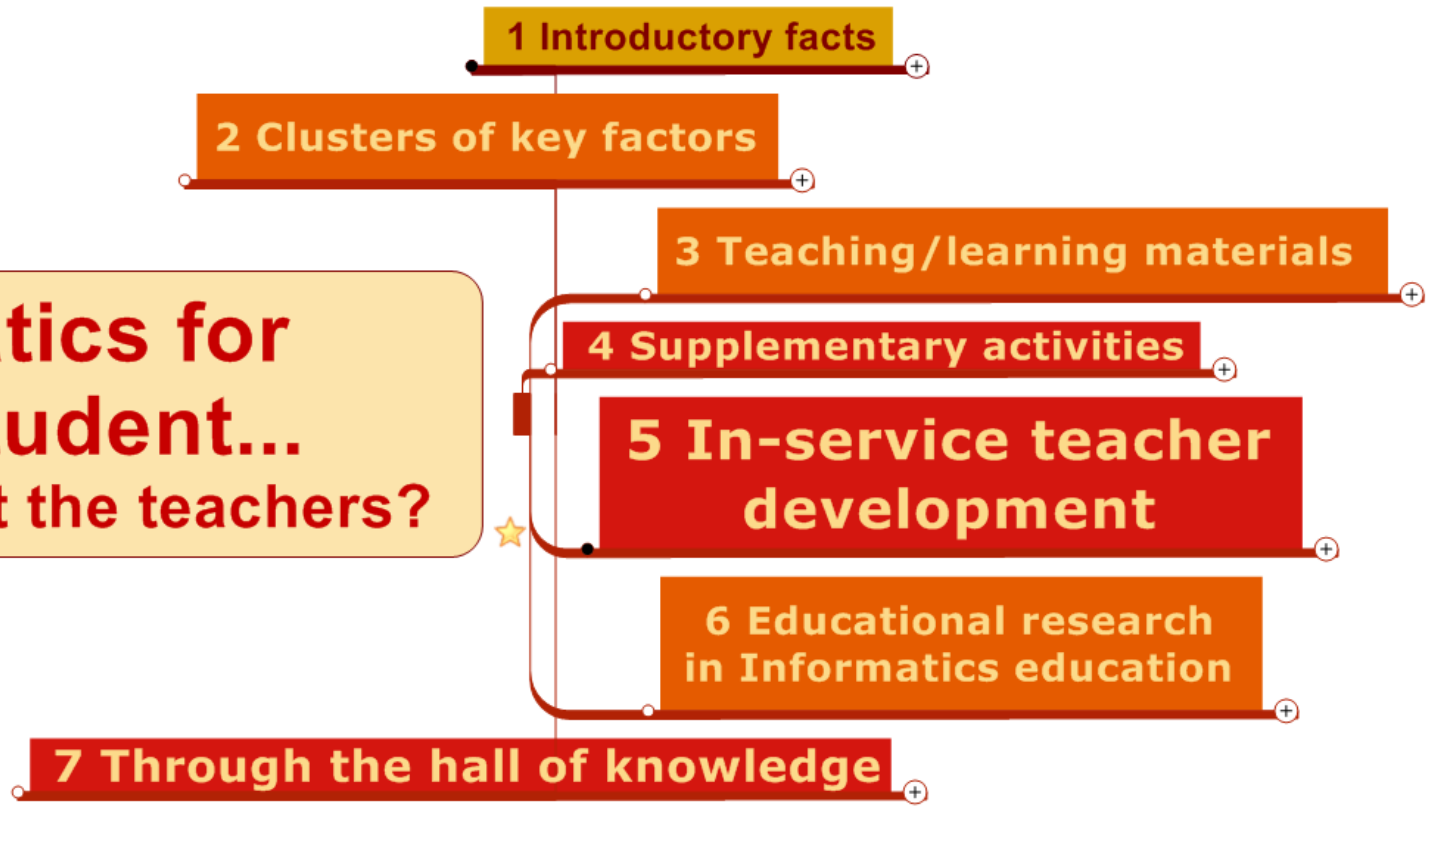 1 Introductory facts
2 Clusters of key factors
3 Teaching/learning materials
tics for
udent...
t the teachers?
4 Supplementary activities
5 In-service teacher
development
6 Educational research
in Informatics education
7 Through the hall of knowledge